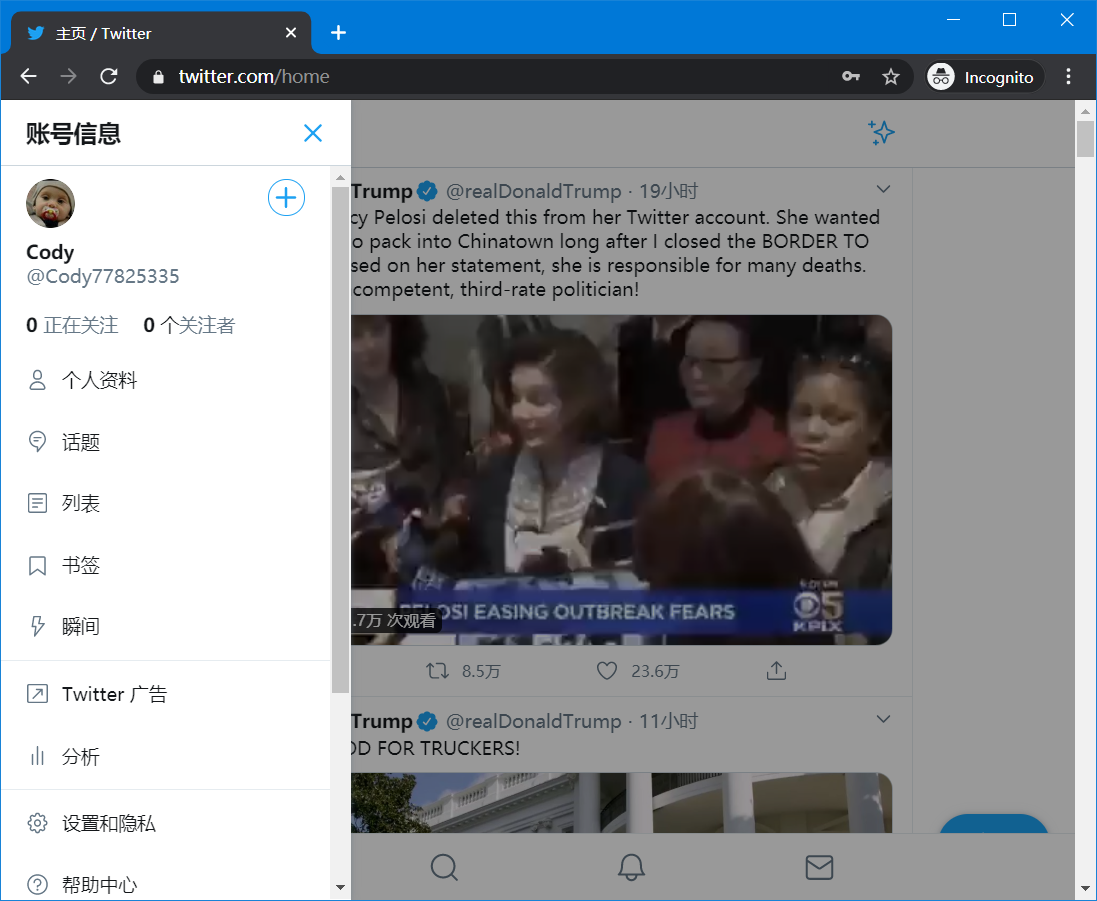 主页 / Twitter
twitter.com/home
Incognito
账号信息
Cody
@Cody77825335
0 正在关注 0 个关注者
个人资料
话题
列表
书签
瞬间
Twitter 广告
分析
设置和隐私
帮助中心
Trump @realDonaldTrump · 19小时
cy Pelosi deleted this from her Twitter account. She wanted
o pack into Chinatown long after I closed the BORDER TO
sed on her statement, she is responsible for many deaths.
competent, third-rate politician!
PELOSI EASING OUTBREAK FEARS
5
KPIX
.7万 次观看
8.5万 23.6万
Trump @realDonaldTrump · 11小时
OD FOR TRUCKERS!